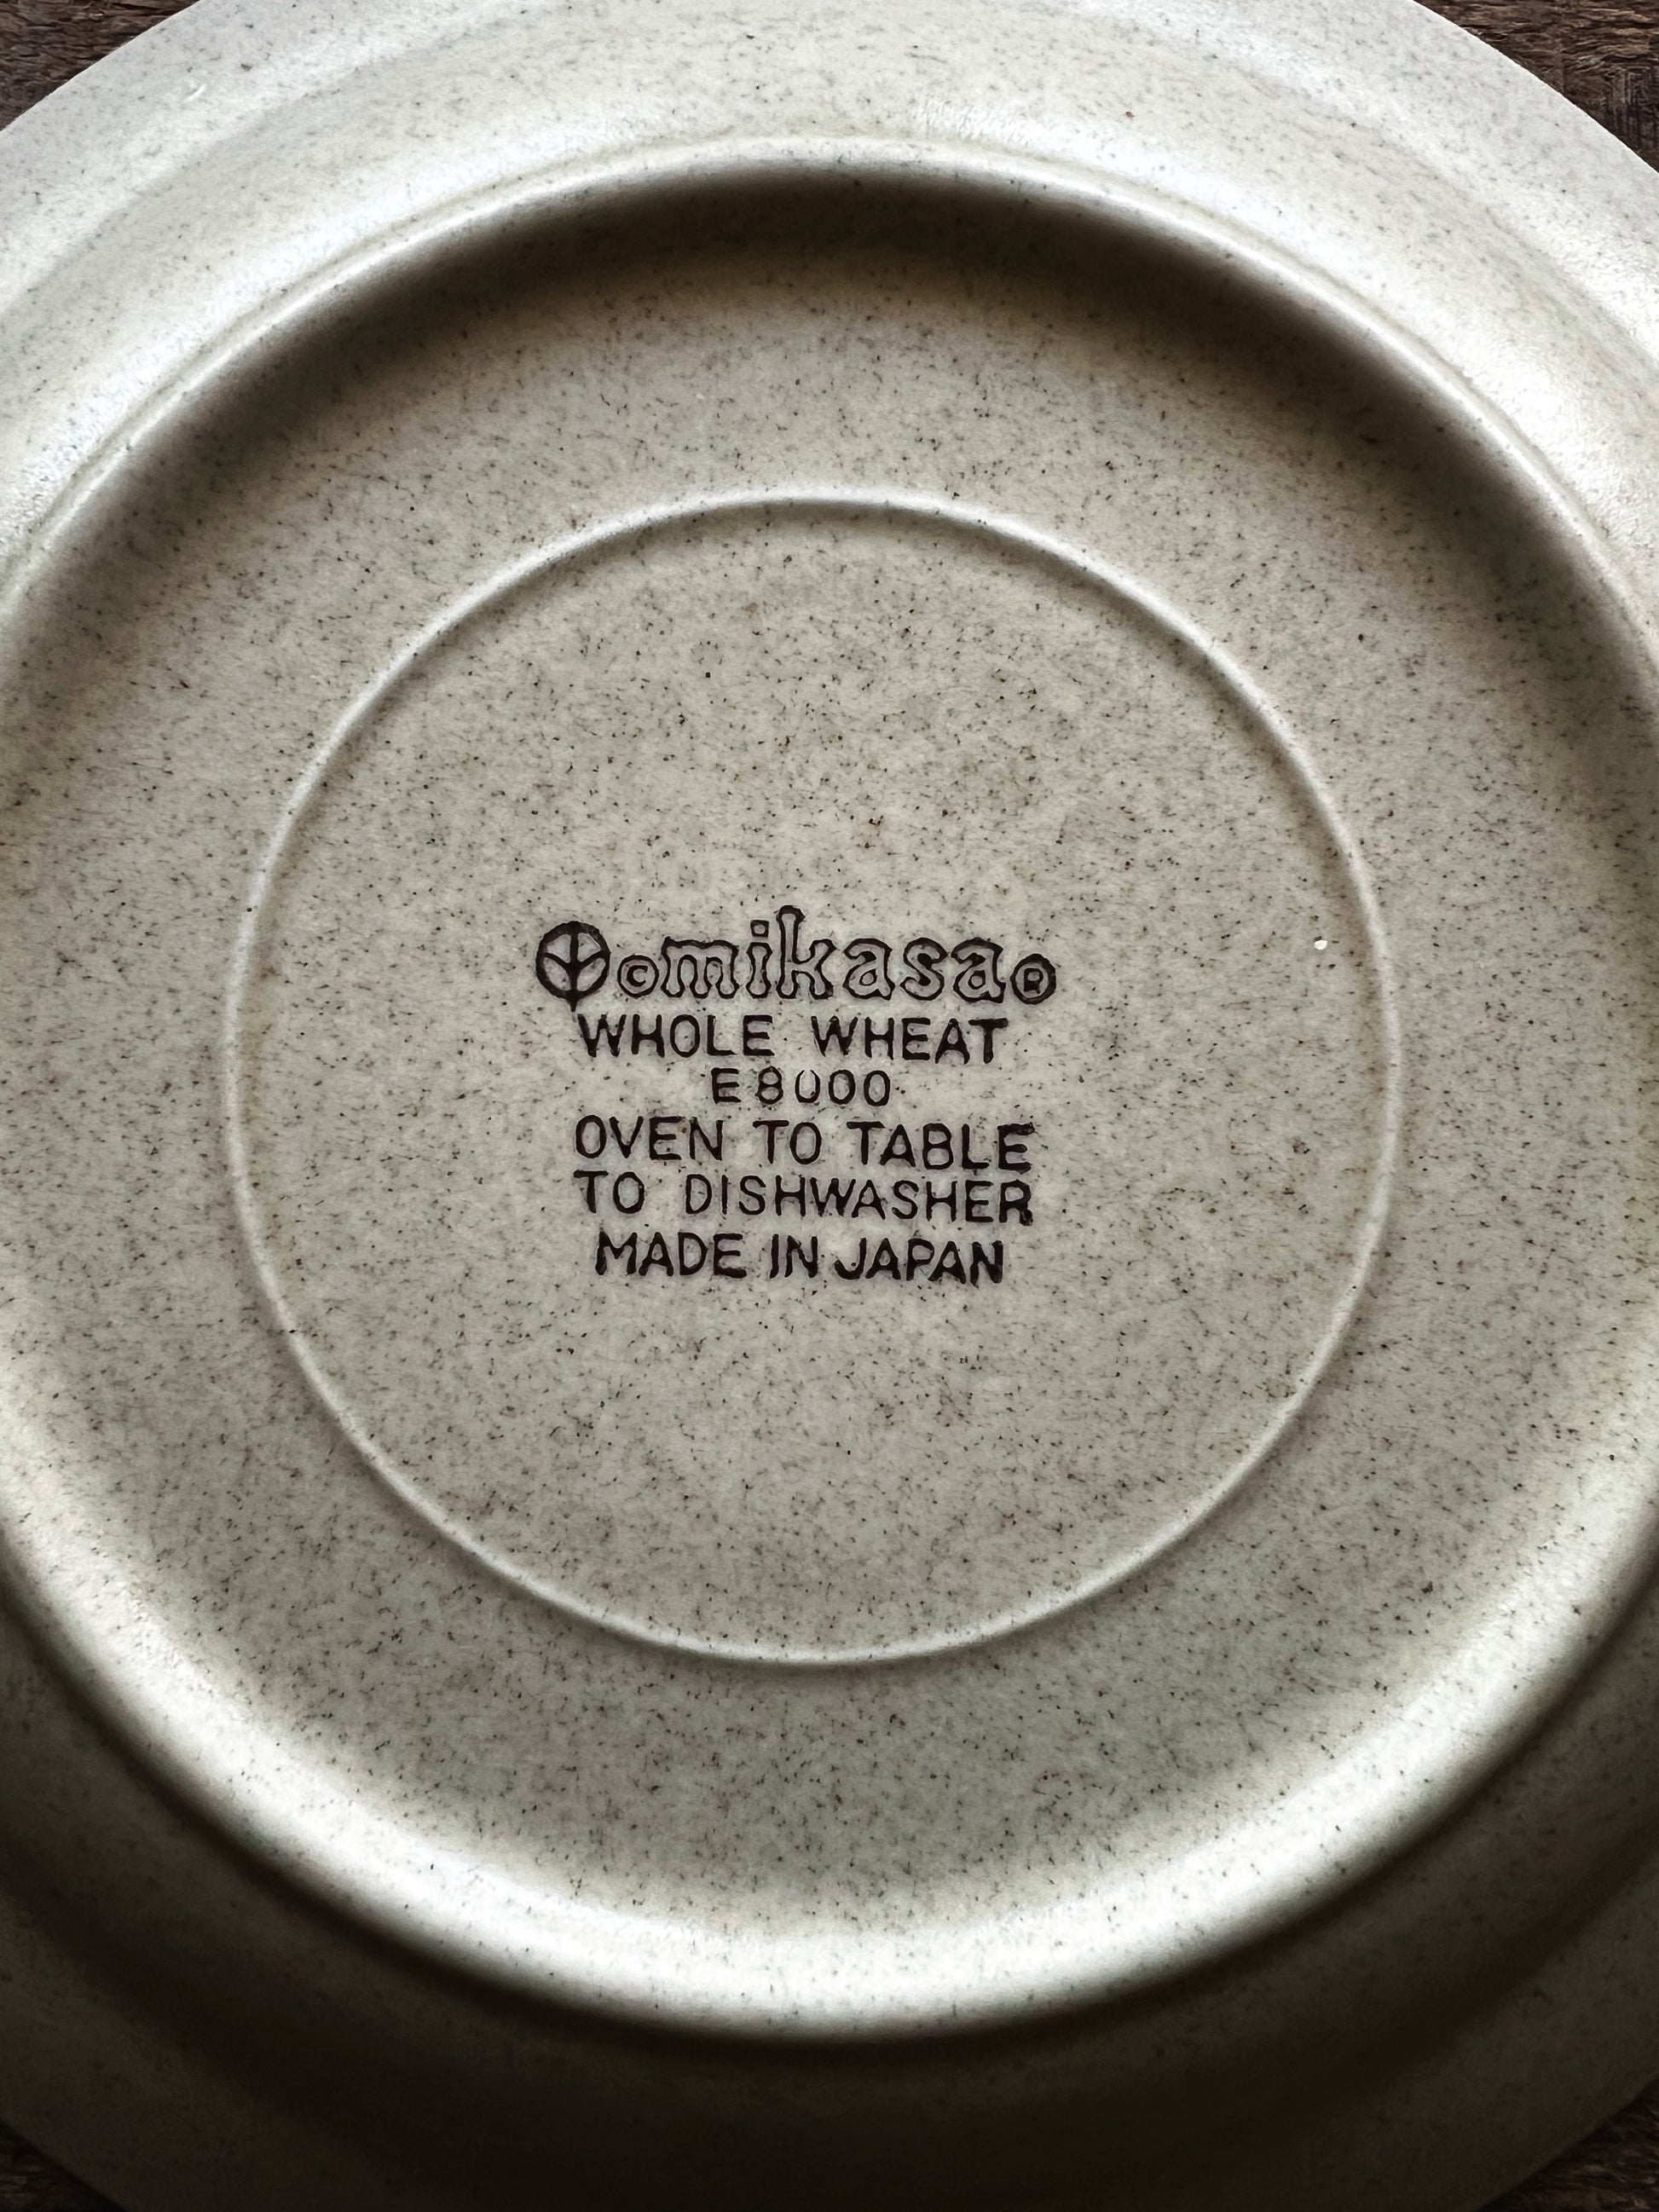 ©mikasa®
WHOLE WHEAT
E8000
OVEN TO TABLE
TO DISHWASHER
MADE IN JAPAN